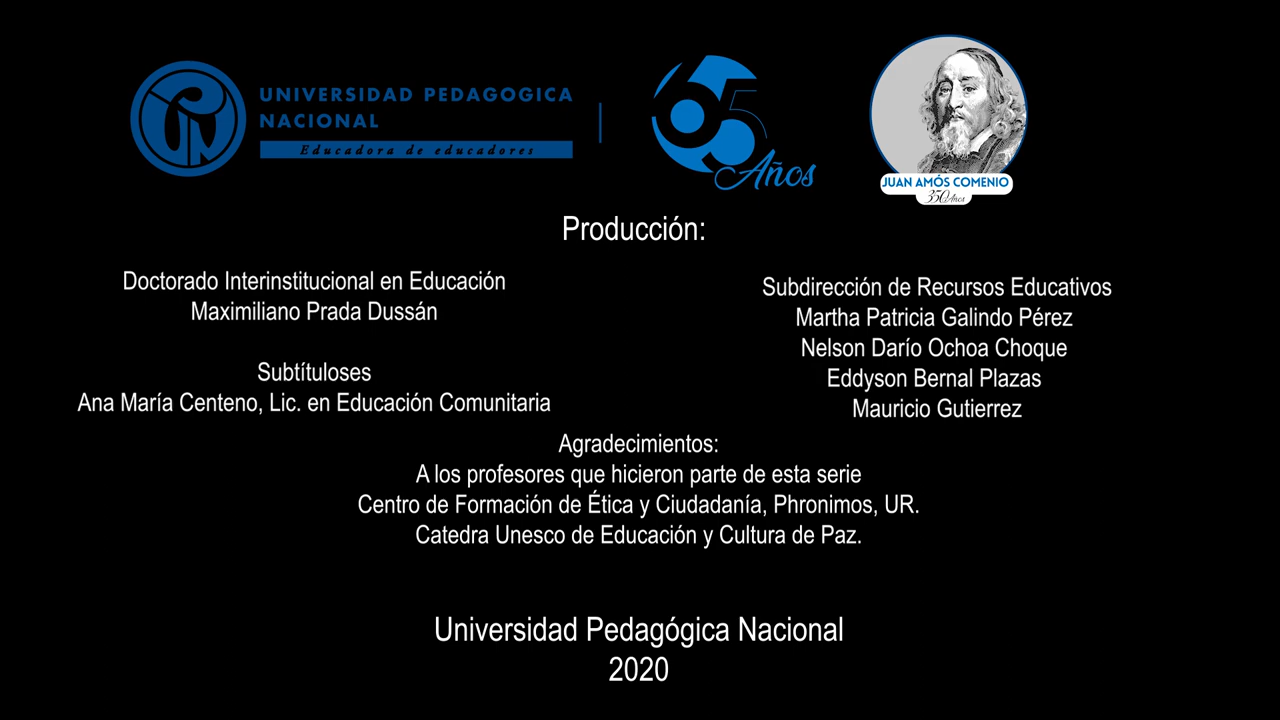 UNIVERSIDAD PEDAGOGICA
NACIONAL
Educadora de educadores
65
Años
JUAN AMÓS COMENIO
350 Años
Producción:
Doctorado Interinstitucional en Educación
Maximiliano Prada Dussán
Subtítuloses
Ana María Centeno, Lic. en Educación Comunitaria
Subdirección de Recursos Educativos
Martha Patricia Galindo Pérez
Nelson Darío Ochoa Choque
Eddyson Bernal Plazas
Mauricio Gutierrez
Agradecimientos:
A los profesores que hicieron parte de esta serie
Centro de Formación de Ética y Ciudadanía, Phronimos, UR.
Catedra Unesco de Educación y Cultura de Paz.
Universidad Pedagógica Nacional
2020